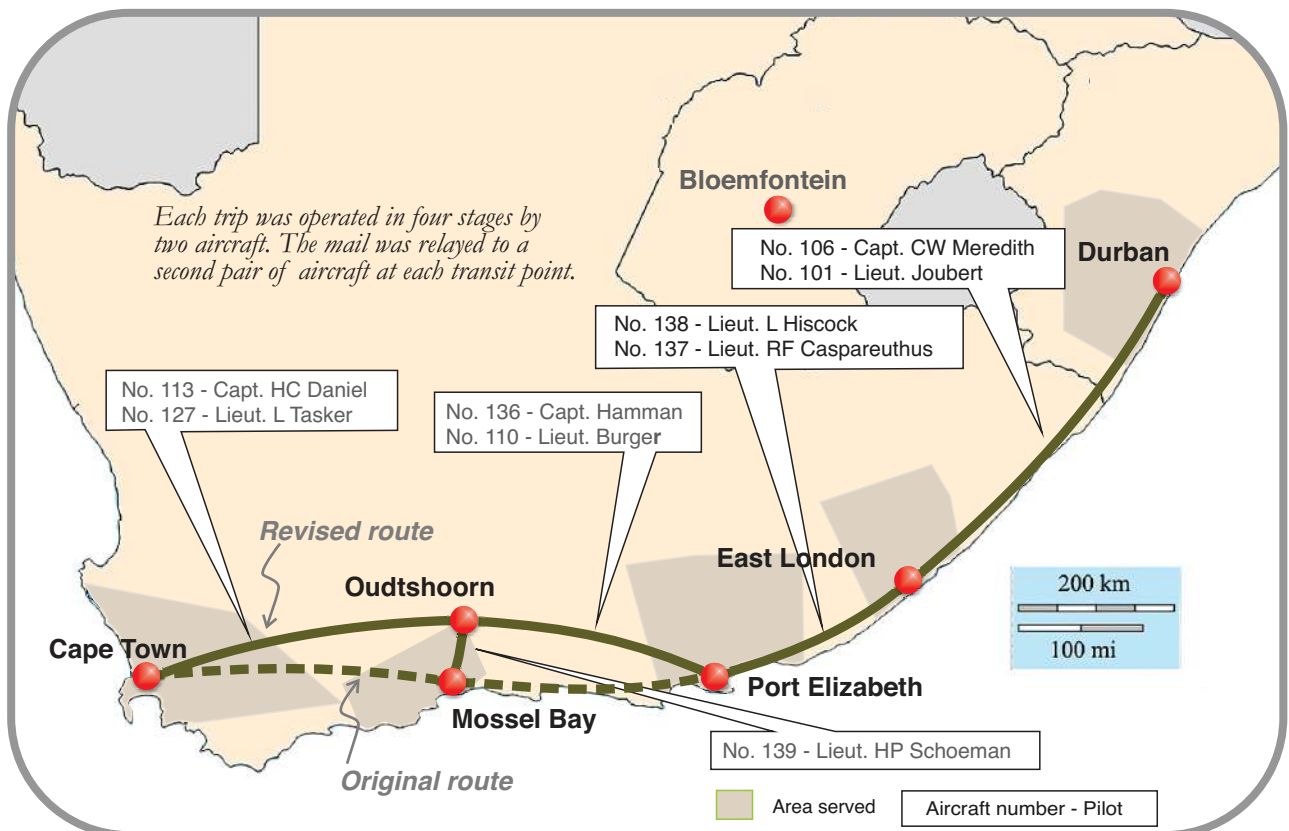 Bloemfontein
Each trip was operated in four stages by
two aircraft. The mail was relayed to a
second pair of aircraft at each transit point.
No. 106 - Capt. CW Meredith
No. 101 - Lieut. Joubert
Durban
No. 138 - Lieut. L Hiscock
No. 137 - Lieut. RF Caspareuthus
No. 113 - Capt. HC Daniel
No. 127 - Lieut. L Tasker
No. 136 - Capt. Hamman
No. 110 - Lieut. Burger
Revised route
East London
Oudtshoorn
200 km
100 mi
Cape Town
Port Elizabeth
Mossel Bay
No. 139 - Lieut. HP Schoeman
Original route
Area served
Aircraft number - Pilot